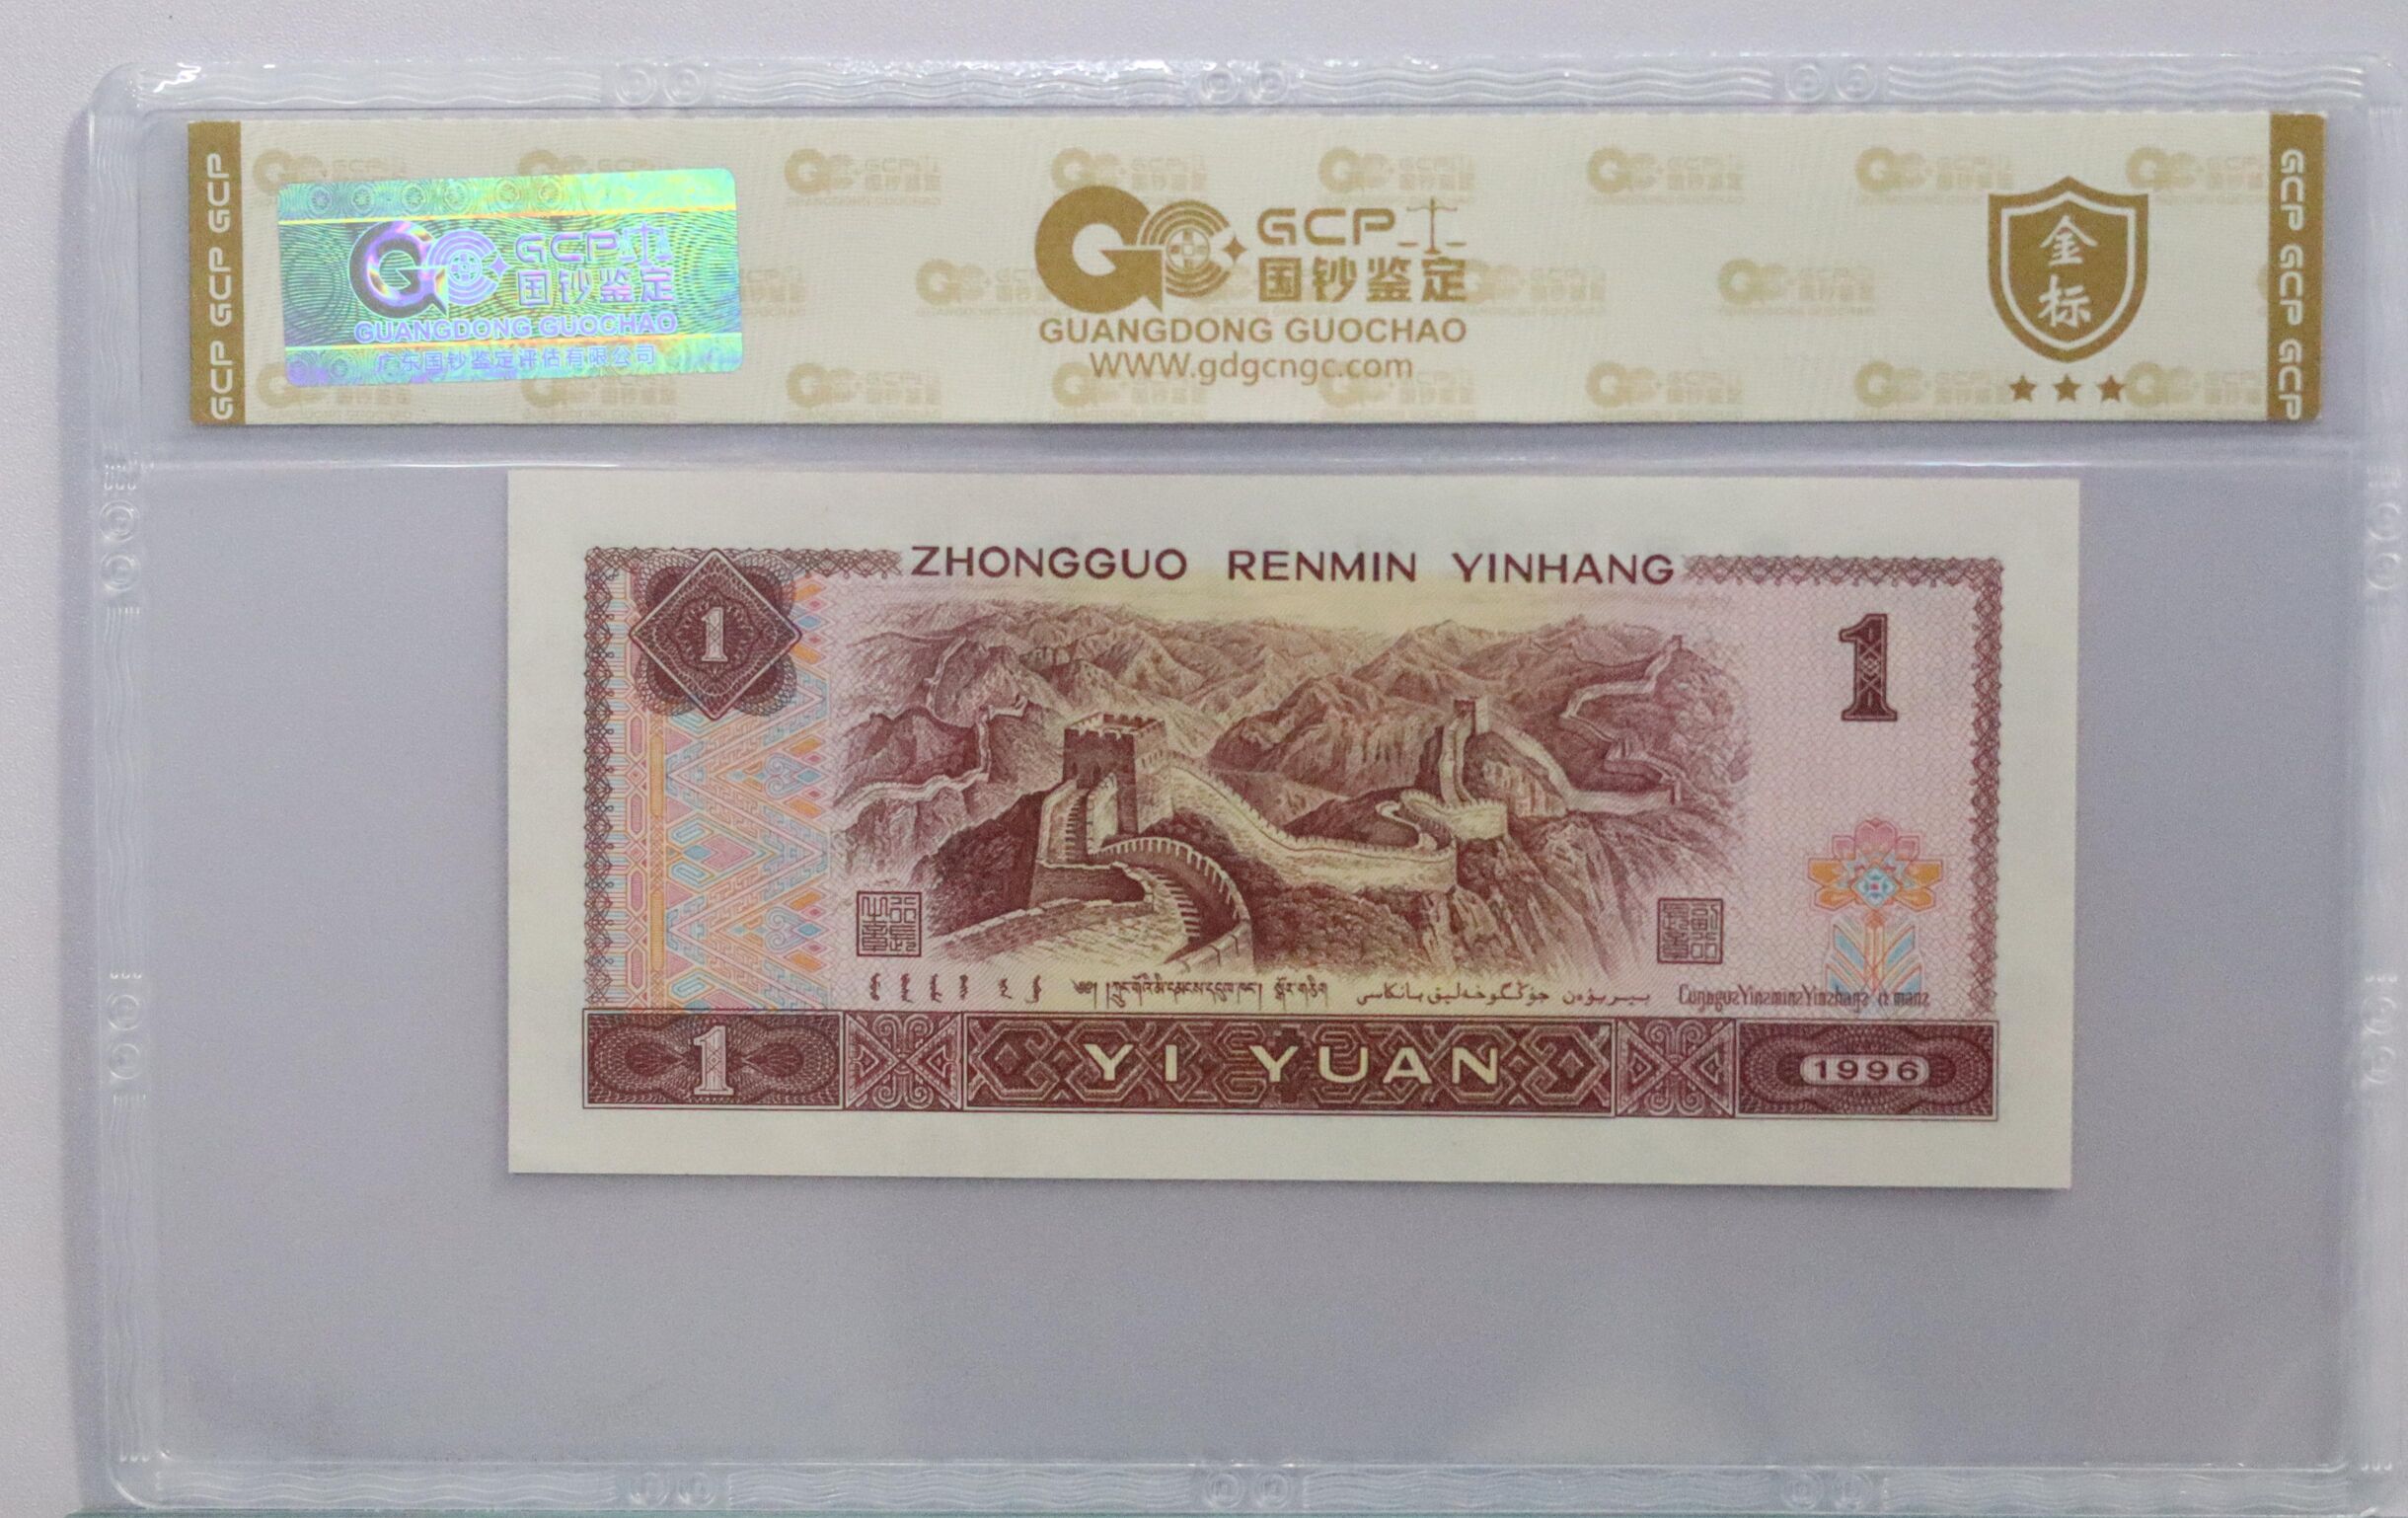 GCP GCP GCP
GCP
国钞鉴定
GUANGDONG GUOCHAO
广东国钞鉴定评估有限公司
GCP
国钞鉴定
GUANGDONG GUOCHAO
WWW.gdgcngc.com
金标
GCP GCP GCP
ZHONGGUO RENMIN YINHANG
1
1
1
YI YUAN
1996